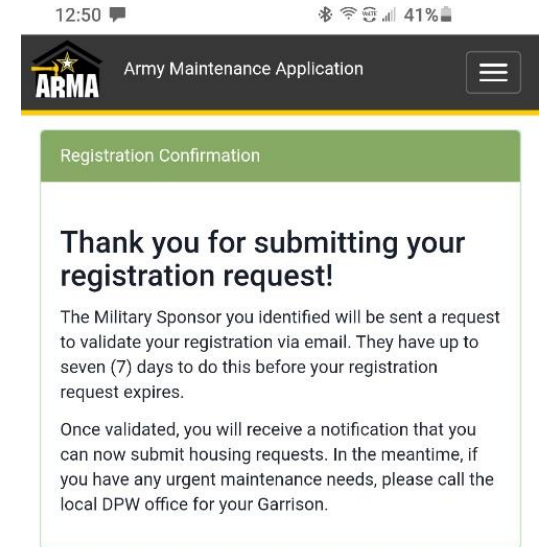 12:50 41%
ARMA Army Maintenance Application
Registration Confirmation
Thank you for submitting your
registration request!
The Military Sponsor you identified will be sent a request
to validate your registration via email. They have up to
seven (7) days to do this before your registration
request expires.
Once validated, you will receive a notification that you
can now submit housing requests. In the meantime, if
you have any urgent maintenance needs, please call the
local DPW office for your Garrison.